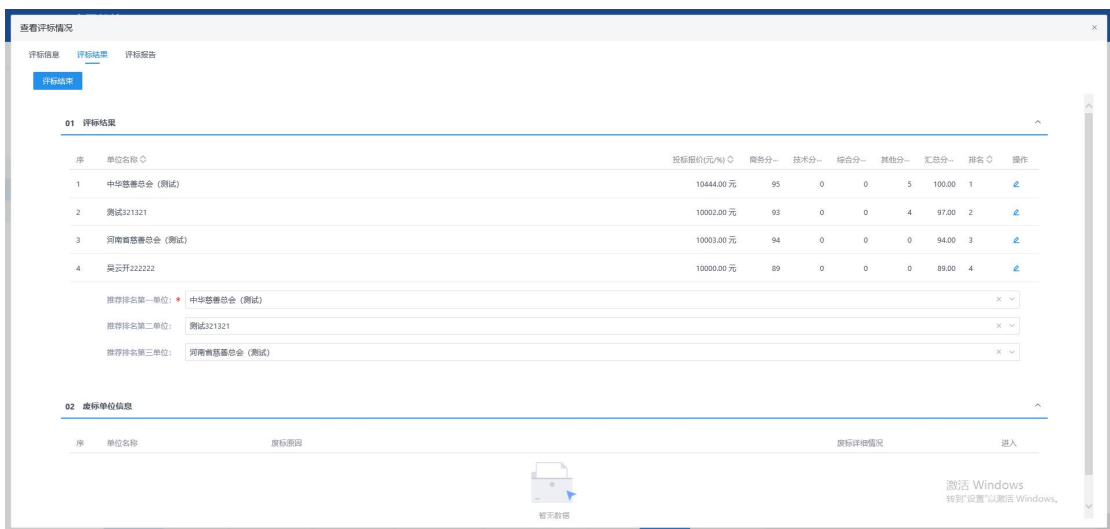 查看评标情况
评标信息 评标结果 评标报告
评标结束
01 评标结果
序 单位名称 投标报价(元/%) 商务分... 技术分... 综合分... 其他分... 汇总分... 排名 操作
1 中华慈善总会（测试） 10444.00 元 95 0 0 5 100.00 1
2 测试321321 10002.00 元 93 0 0 4 97.00 2
3 河南省慈善总会（测试） 10003.00 元 94 0 0 0 94.00 3
4 吴云开222222 10000.00 元 89 0 0 0 89.00 4
推荐排名第一单位： * 中华慈善总会（测试）
推荐排名第二单位： 测试321321
推荐排名第三单位： 河南省慈善总会（测试）
02 废标单位信息
序 单位名称 废标原因 废标详细情况 进入
暂无数据
激活 Windows
转到"设置"以激活 Windows。